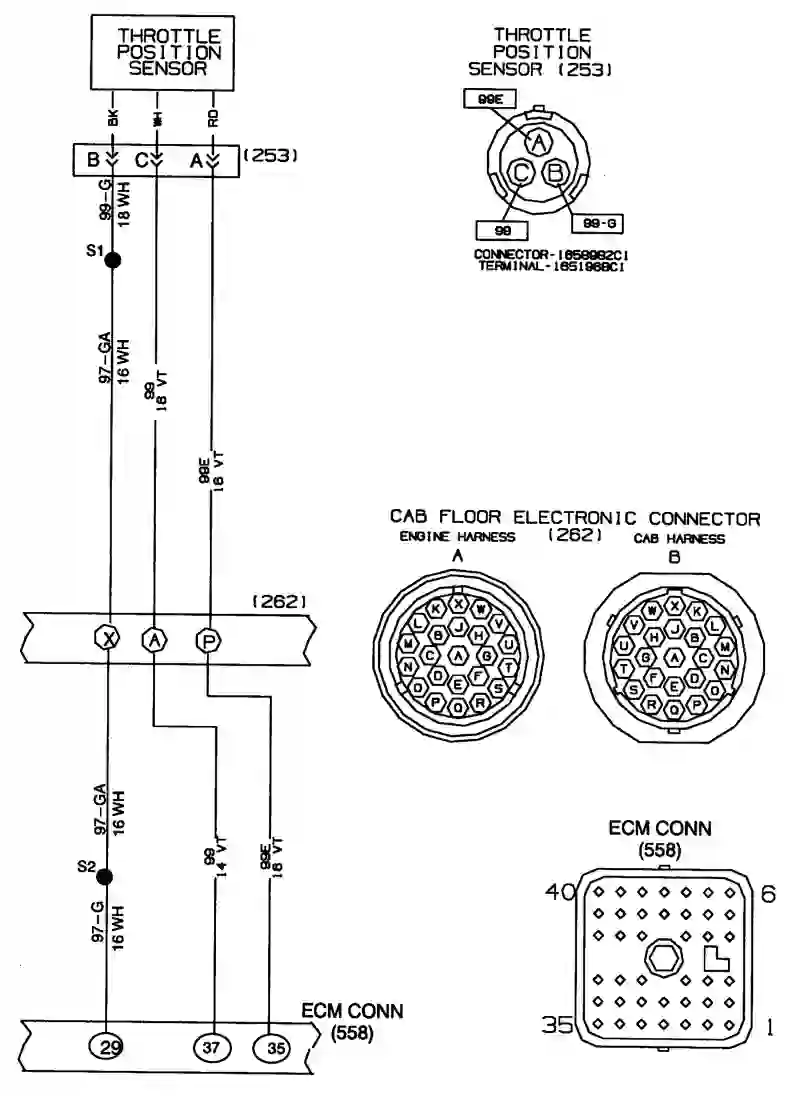 THROTTLE
POSITION
SENSOR
BK
WH
RD
B
C
A
(253)
99-G
18 WH
S1
97-GA
16 WH
99
18 VT
99E
18 VT
(262)
X
A
P
97-GA
16 WH
S2
97-G
16 WH
99
14 VT
99E
18 VT
ECM CONN
(558)
29
37
35
THROTTLE
POSITION
SENSOR (253)
99E
A
C
B
99
99-G
CONNECTOR-1658982C1
TERMINAL-1651968C1
CAB FLOOR ELECTRONIC CONNECTOR
ENGINE HARNESS
(262)
CAB HARNESS
A
B
K X W
L J V
B H
M U
C A G
N T
D F
O E S
P Q R
W X K
V J L
H B
U M
G A C
T N
F D
S E O
R Q P
ECM CONN
(558)
40
6
35
1